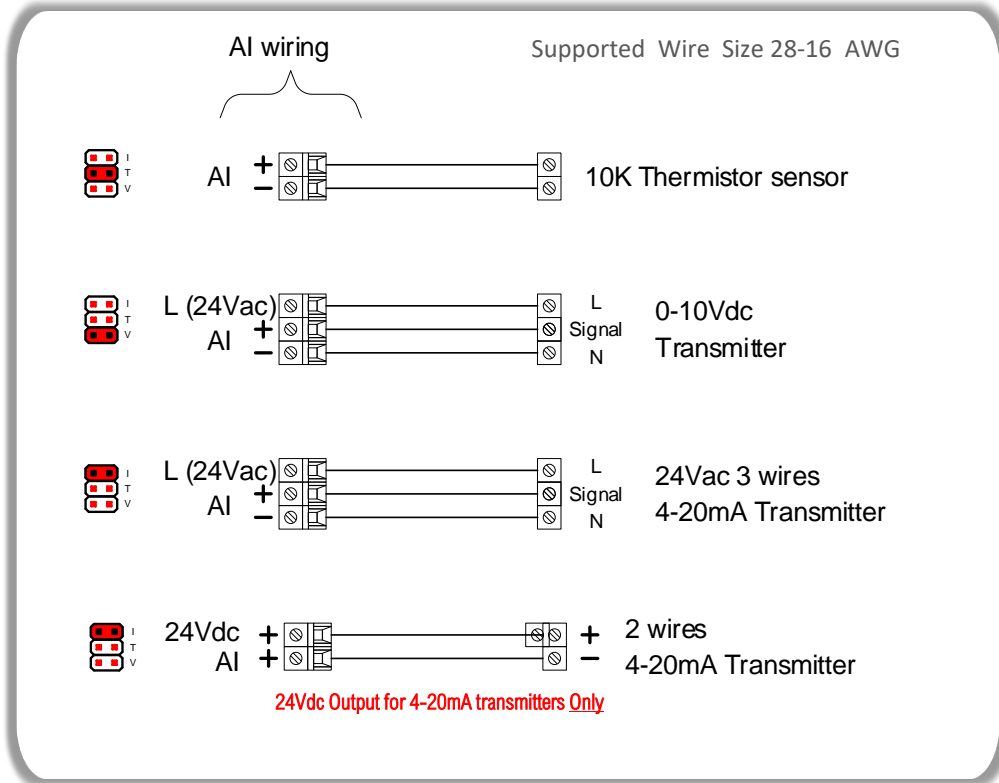 AI wiring
Supported Wire Size 28-16 AWG
I
T
V
AI
+
−
10K Thermistor sensor
I
T
V
L (24Vac)
AI
+
−
L
Signal
N
0-10Vdc
Transmitter
I
T
V
L (24Vac)
AI
+
−
L
Signal
N
24Vac 3 wires
4-20mA Transmitter
I
T
V
24Vdc +
AI +
+
−
2 wires
4-20mA Transmitter
24Vdc Output for 4-20mA transmitters Only